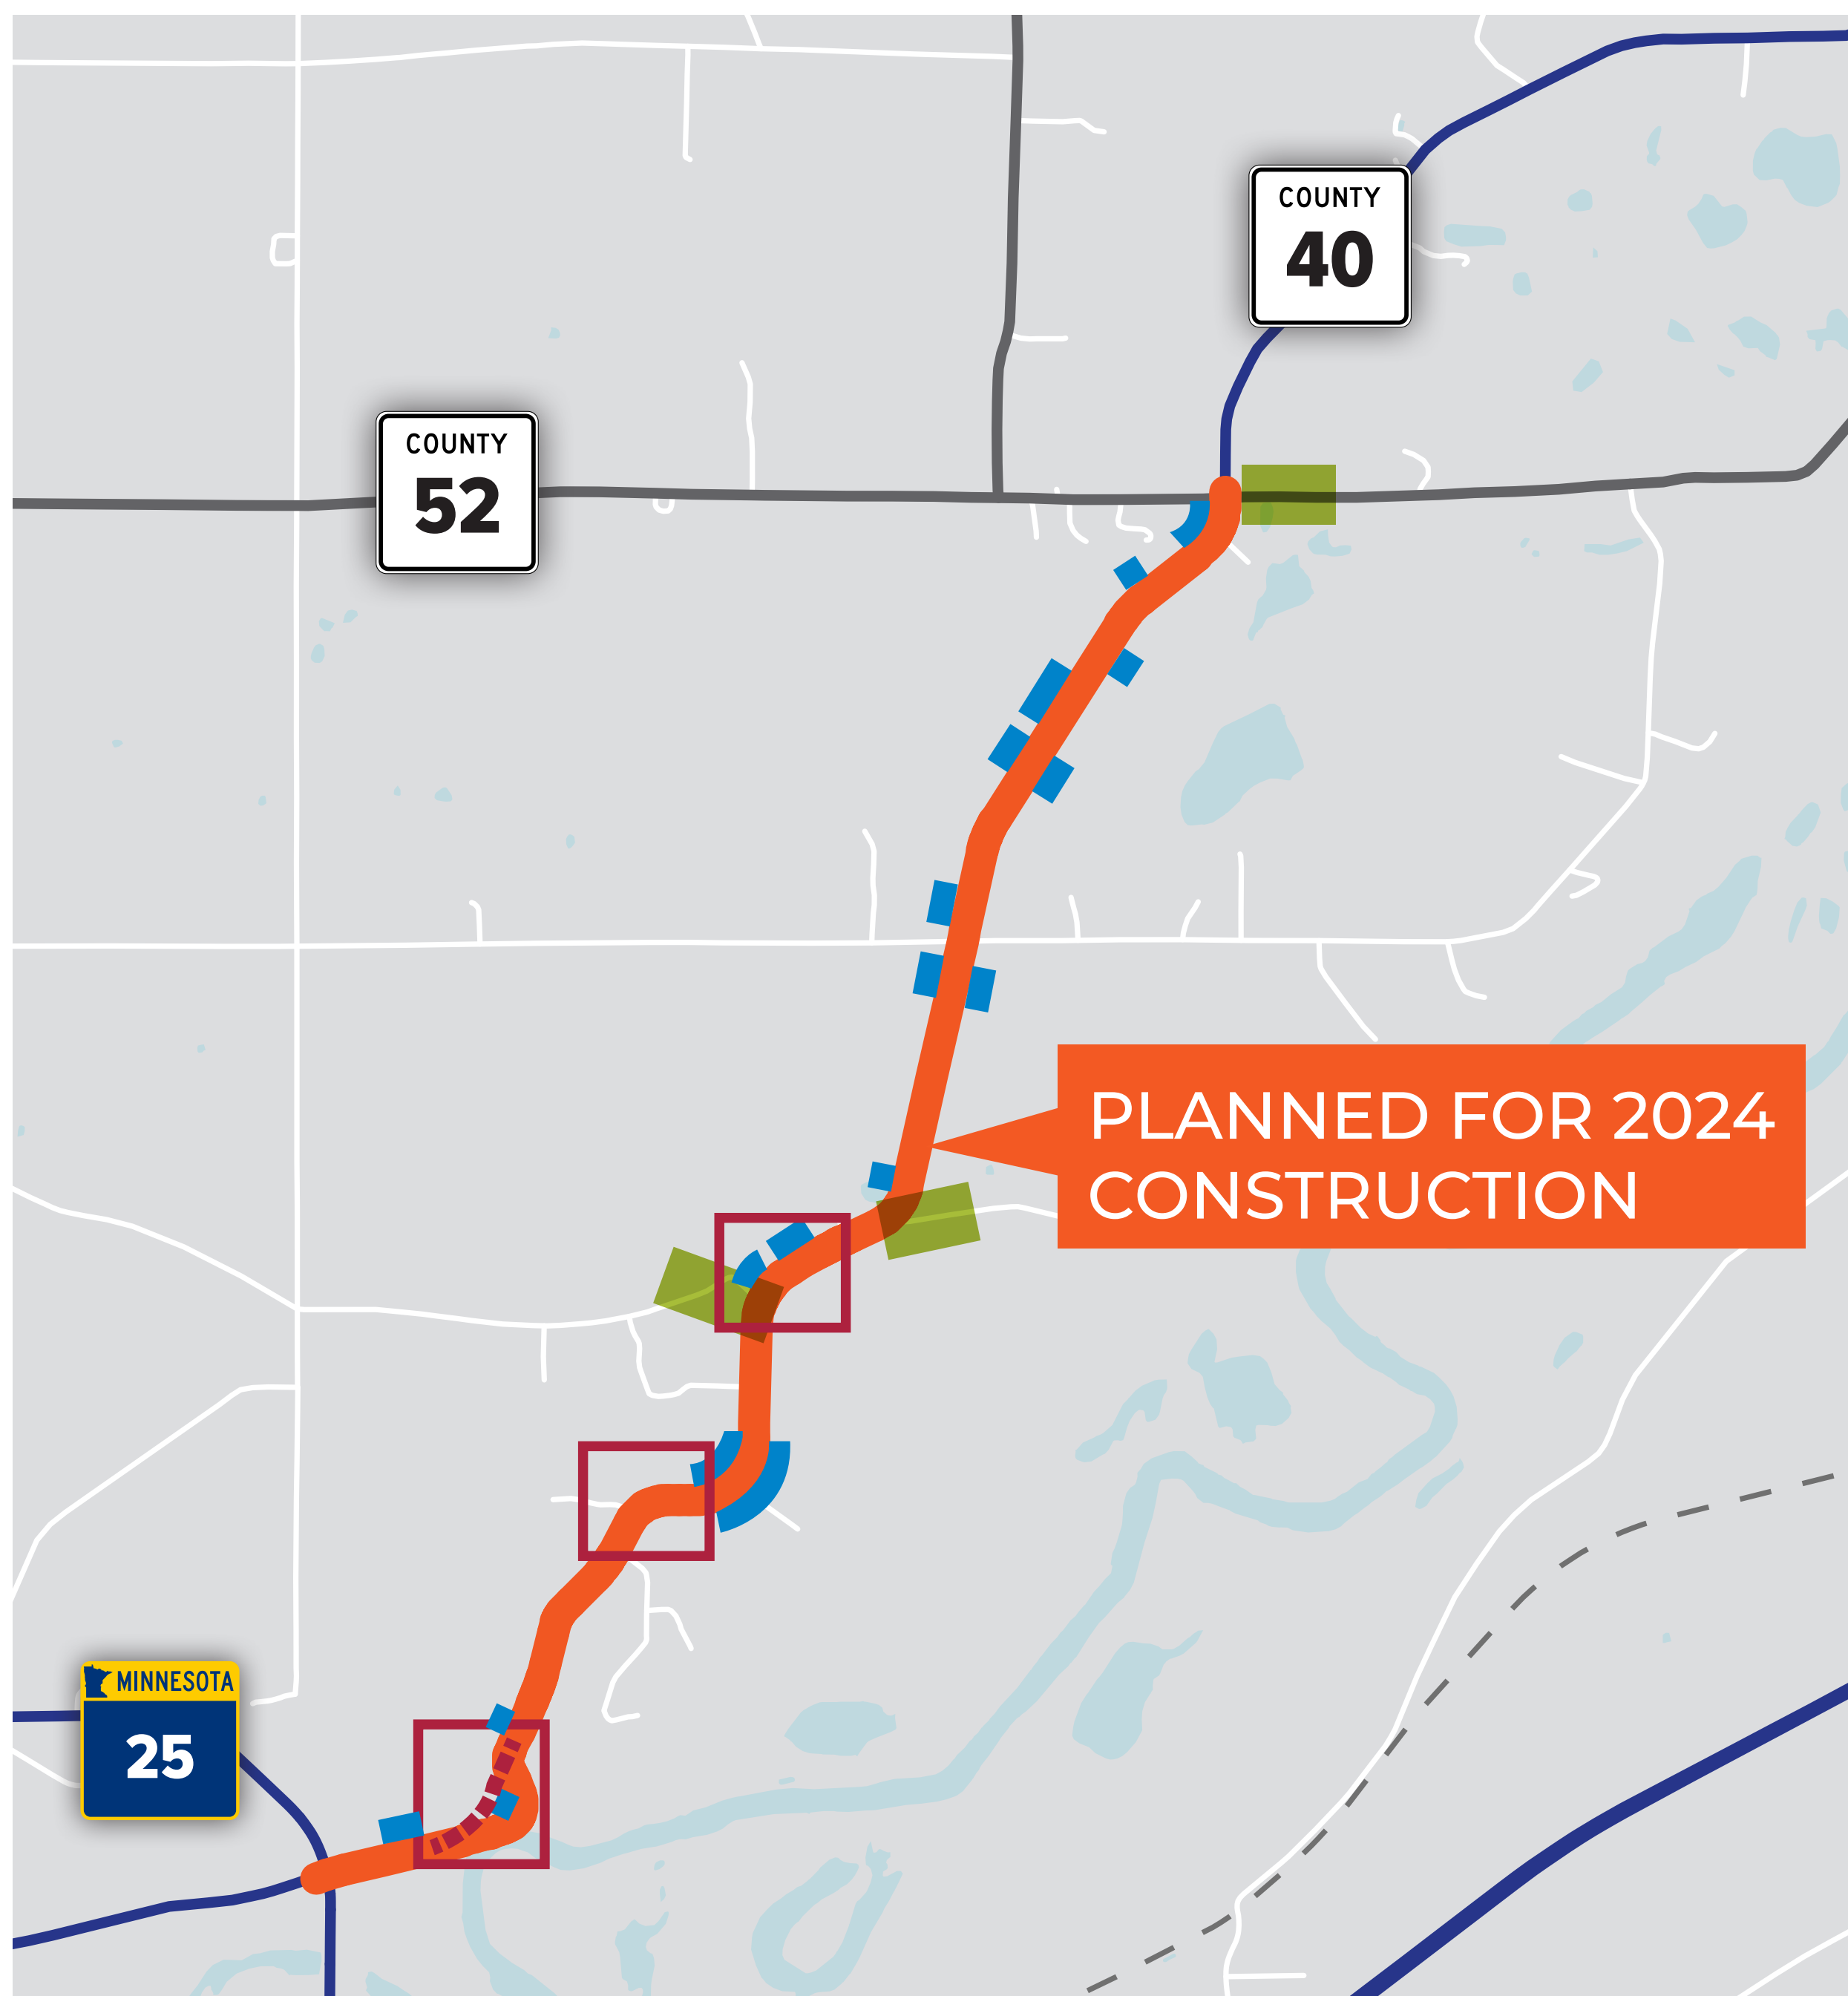 COUNTY
40
COUNTY
52
PLANNED FOR 2024
CONSTRUCTION
MINNESOTA
25